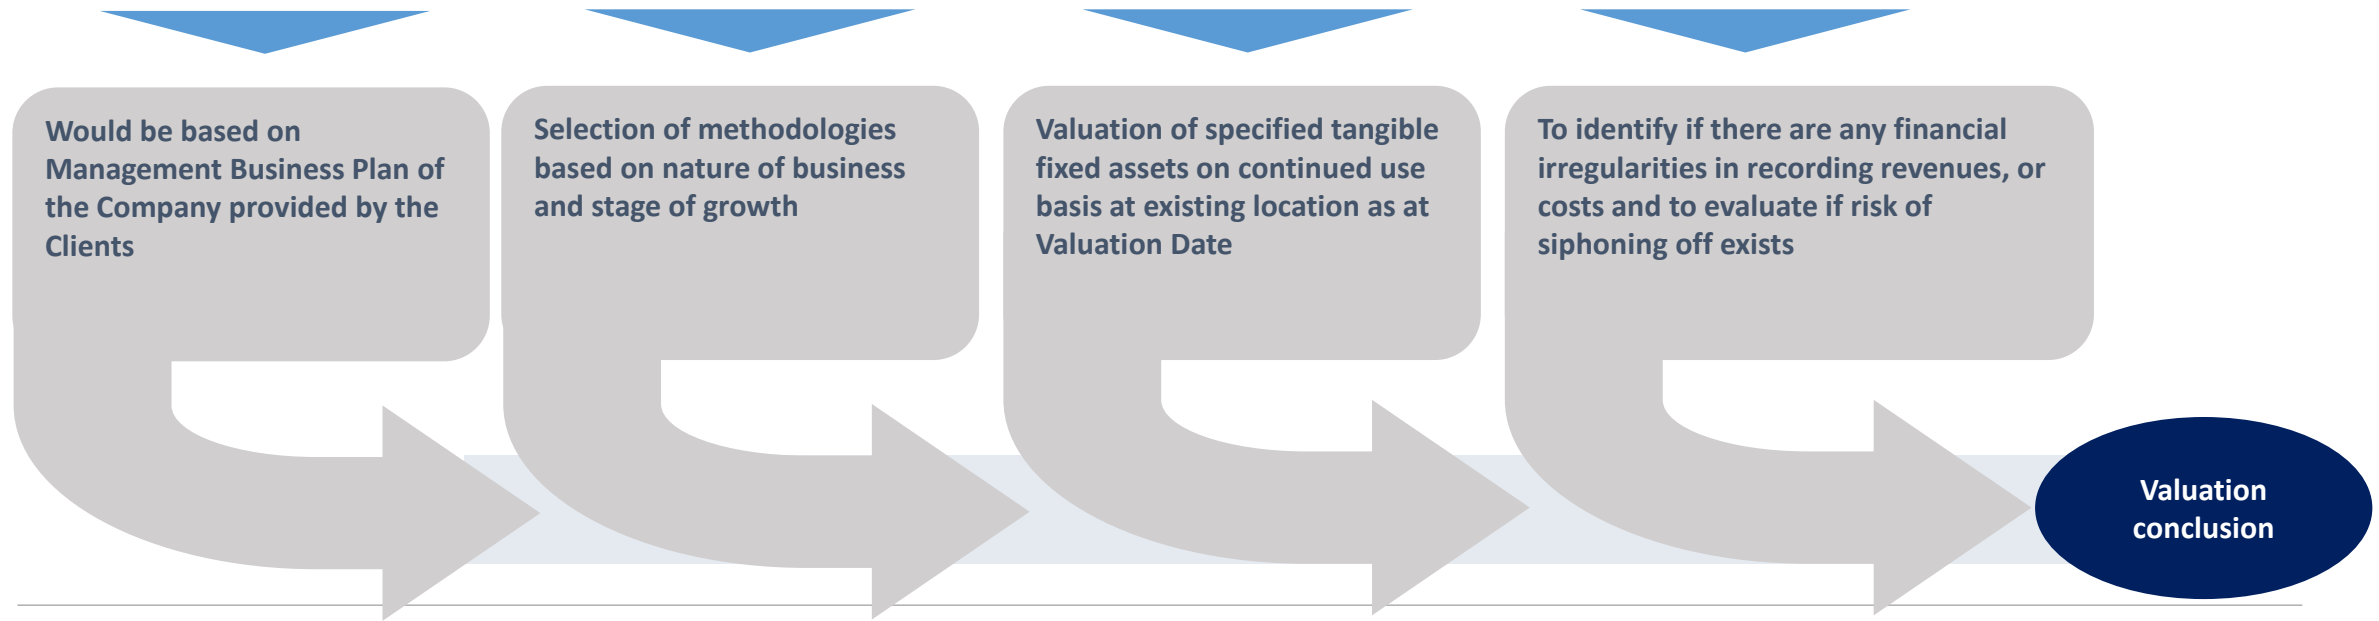 Would be based on
Management Business Plan of
the Company provided by the
Clients
Selection of methodologies
based on nature of business
and stage of growth
Valuation of specified tangible
fixed assets on continued use
basis at existing location as at
Valuation Date
To identify if there are any financial
irregularities in recording revenues, or
costs and to evaluate if risk of
siphoning off exists
Valuation
conclusion